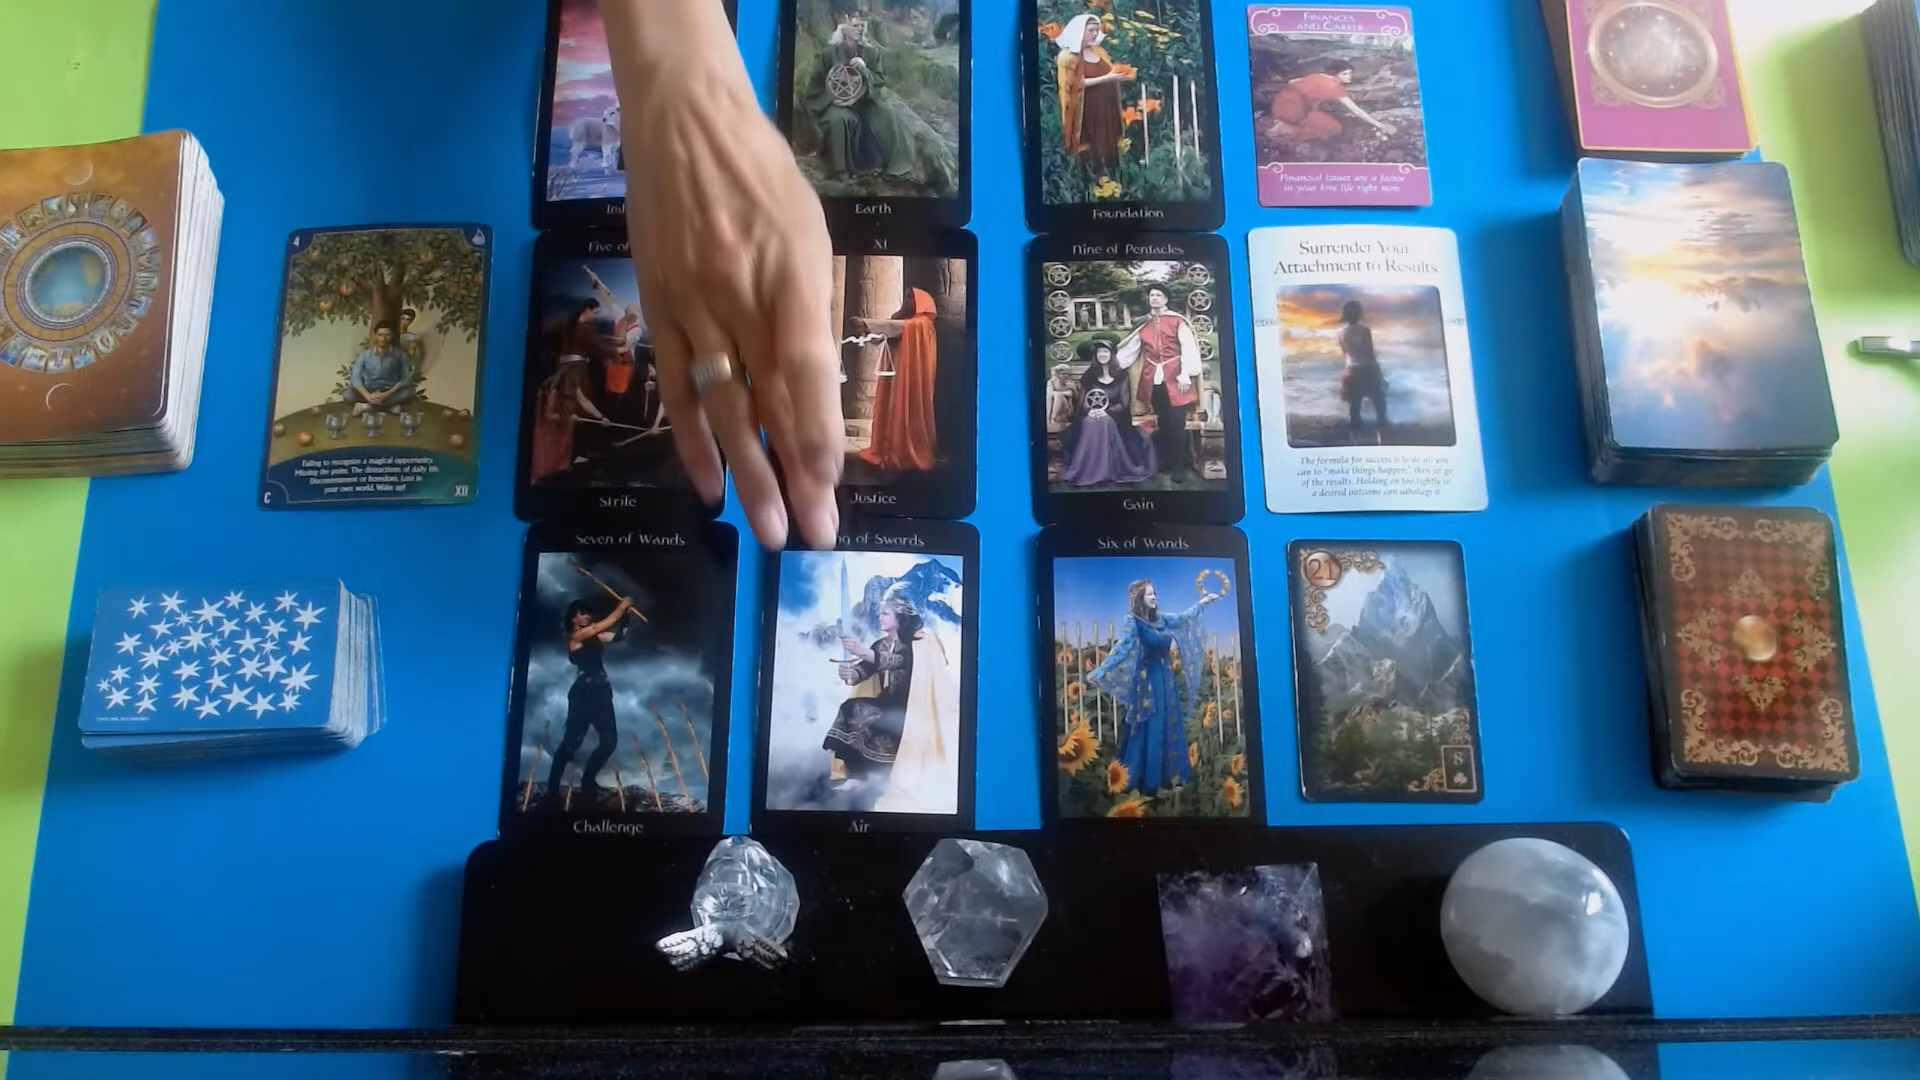 FINANCES
AND CAREER
Financial issues are a factor
in your love life right now
Earth
Foundation
4
Failing to recognize a magical opportunity.
Missing the point. The distractions of daily life.
Discontentment or boredom. Lost in
your own world. Wake up!
C
XII
Five of
Strife
XI
Justice
Nine of Pentacles
Gain
Surrender Your
Attachment to Results
The formula for success is to do all you
can to "make things happen," then let go
of the results. Holding on too tightly to
a desired outcome can sabotage it
Seven of Wands
Challenge
of Swords
Air
Six of Wands
21
8